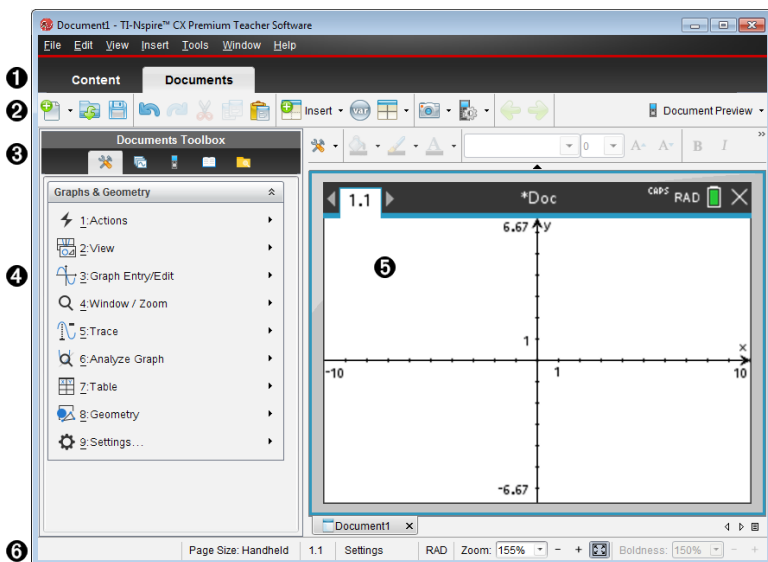 Document1 - TI-Nspire™ CX Premium Teacher Software
File Edit View Insert Tools Window Help
❶ Content Documents
❷ Insert var Document Preview
❸ Documents Toolbox
0 A+ A- B I »
Graphs & Geometry
1.1 *Doc CAPS RAD
1:Actions
6.67 y
2:View
❺
❹ 3:Graph Entry/Edit
4:Window / Zoom
5:Trace
1 x
6:Analyze Graph
-10 1 10
7:Table
8:Geometry
9:Settings...
-6.67
Document1 x
❻ Page Size: Handheld 1.1 Settings RAD Zoom: 155% - + Boldness: 150% - +